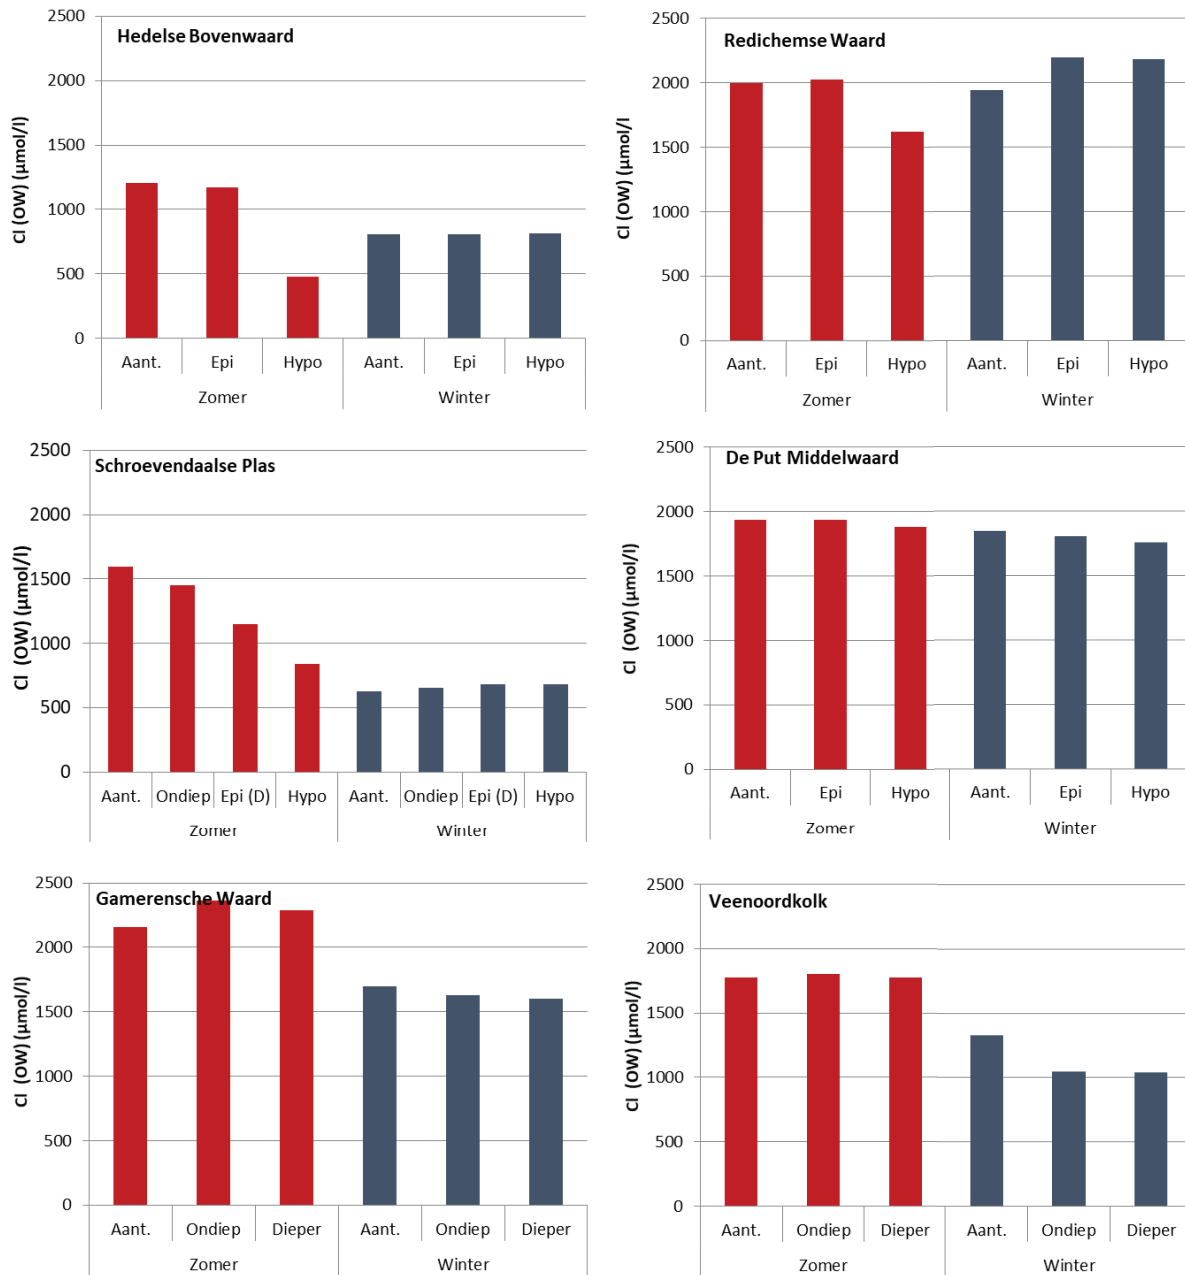 Hedelse Bovenwaard
Cl (OW) (µmol/l)
2500
2000
1500
1000
500
0
Aant. Epi Hypo Aant. Epi Hypo
Zomer Winter
Redichemse Waard
Cl (OW) (µmol/l
2500
2000
1500
1000
500
0
Aant. Epi Hypo Aant. Epi Hypo
Zomer Winter
Schroevendaalse Plas
Cl (OW) (µmol/l)
2500
2000
1500
1000
500
0
Aant. Ondiep Epi (D) Hypo Aant. Ondiep Epi (D) Hypo
Zomer Winter
De Put Middelwaard
Cl (OW) (µmol/l)
2500
2000
1500
1000
500
0
Aant. Epi Hypo Aant. Epi Hypo
Zomer Winter
Gamerensche Waard
Cl (OW) (µmol/l)
2500
2000
1500
1000
500
0
Aant. Ondiep Dieper Aant. Ondiep Dieper
Zomer Winter
Veenoordkolk
Cl (OW) (µmol/l)
2500
2000
1500
1000
500
0
Aant. Ondiep Dieper Aant. Ondiep Dieper
Zomer Winter